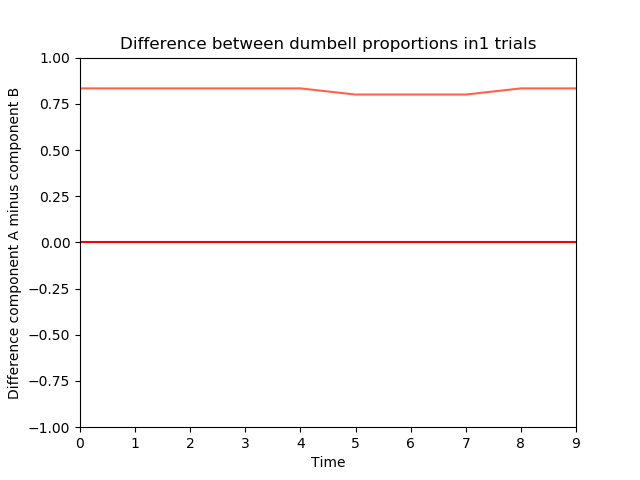 Difference between dumbell proportions in1 trials
1.00
0.75
0.50
0.25
0.00
−0.25
−0.50
−0.75
−1.00
Difference component A minus component B
0 1 2 3 4 5 6 7 8 9
Time